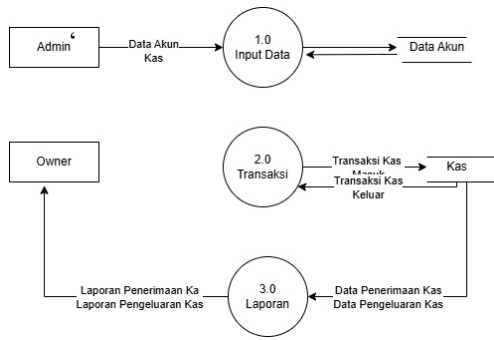 Admin
Data Akun
Kas
1.0
Input Data
Data Akun
Owner
2.0
Transaksi
Transaksi Kas
Masuk
Transaksi Kas
Keluar
Kas
Laporan Penerimaan Ka
Laporan Pengeluaran Kas
3.0
Laporan
Data Penerimaan Kas
Data Pengeluaran Kas